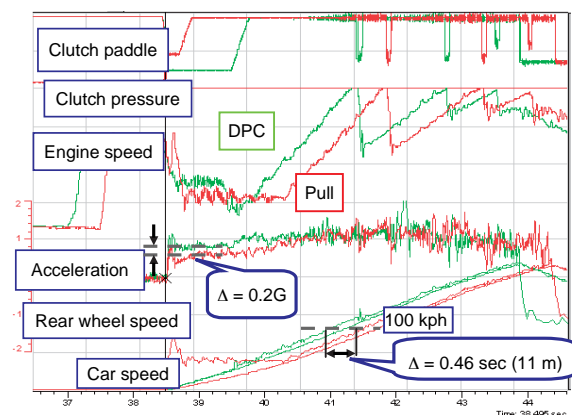 Clutch paddle
Clutch pressure
DPC
Engine speed
Pull
2
1
Acceleration
Δ = 0.2G
Rear wheel speed
-1
100 kph
-2
Δ = 0.46 sec (11 m)
Car speed
37 38 39 40 41 42 43 44
Time: 38.495 sec